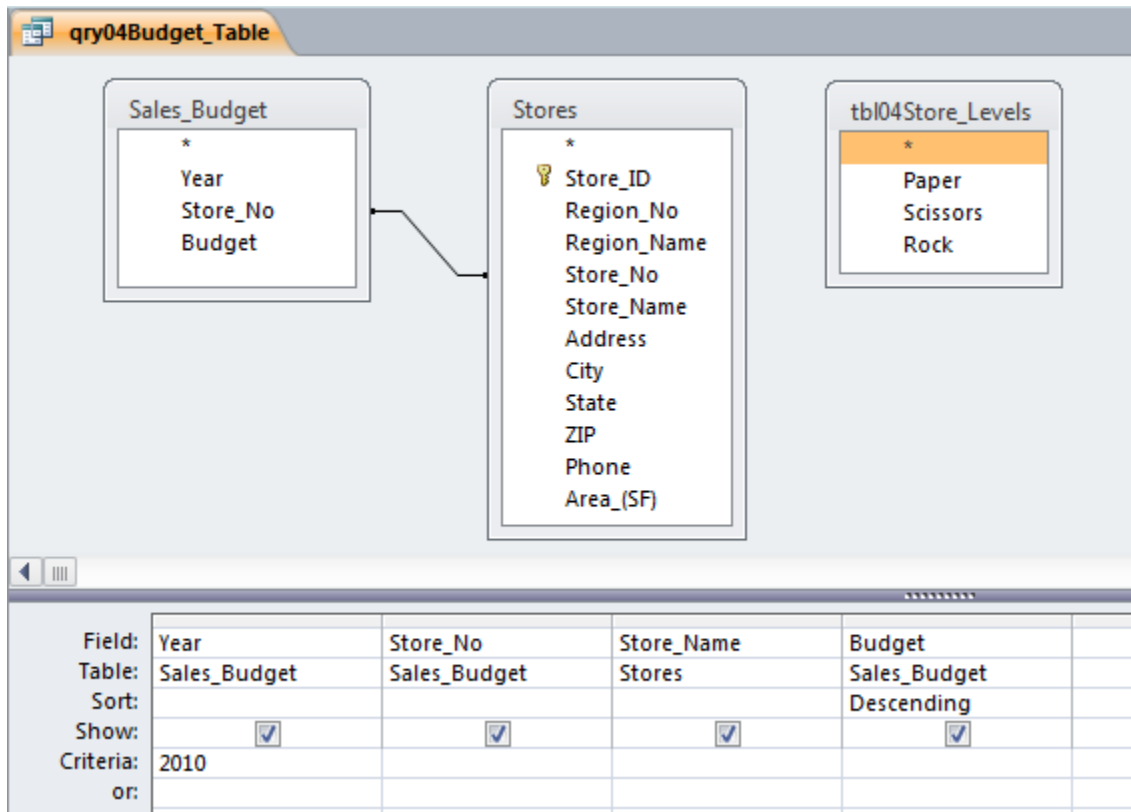 qry04Budget_Table
Sales_Budget
*
Year
Store_No
Budget
Stores
*
Store_ID
Region_No
Region_Name
Store_No
Store_Name
Address
City
State
ZIP
Phone
Area_(SF)
tbl04Store_Levels
*
Paper
Scissors
Rock
Field: Year Store_No Store_Name Budget
Table: Sales_Budget Sales_Budget Stores Sales_Budget
Sort: Descending
Show:
Criteria: 2010
or: